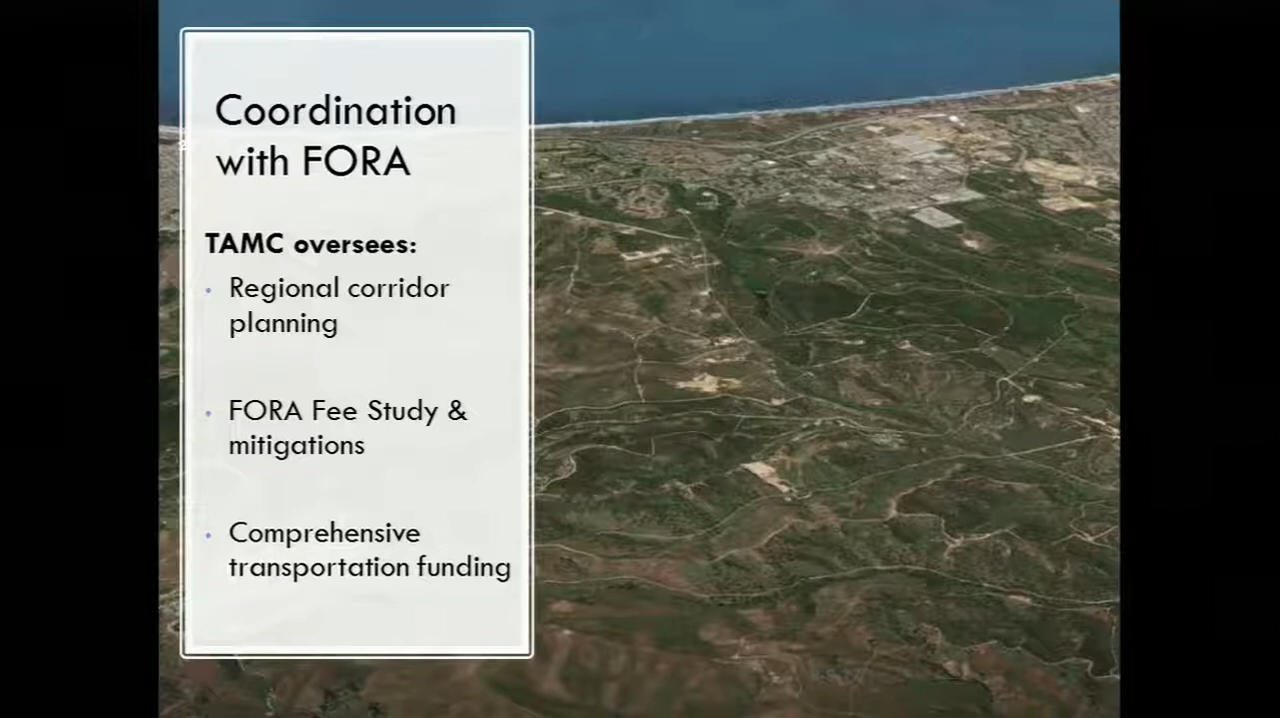 Coordination
with FORA
TAMC oversees:
• Regional corridor
planning
• FORA Fee Study &
mitigations
• Comprehensive
transportation funding